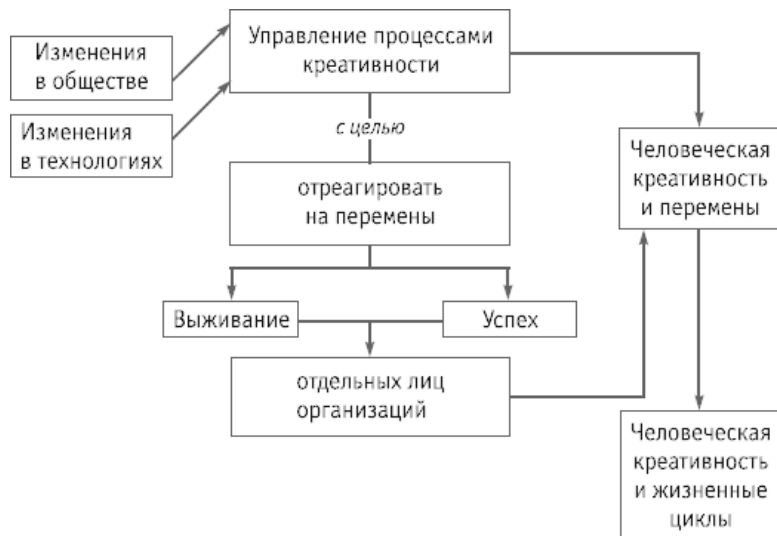 Управление процессами
креативности
Изменения
в обществе
Изменения
в технологиях
с целью
отреагировать
на перемены
Человеческая
креативность
и перемены
Выживание
Успех
отдельных лиц
организаций
Человеческая
креативность
и жизненные
циклы